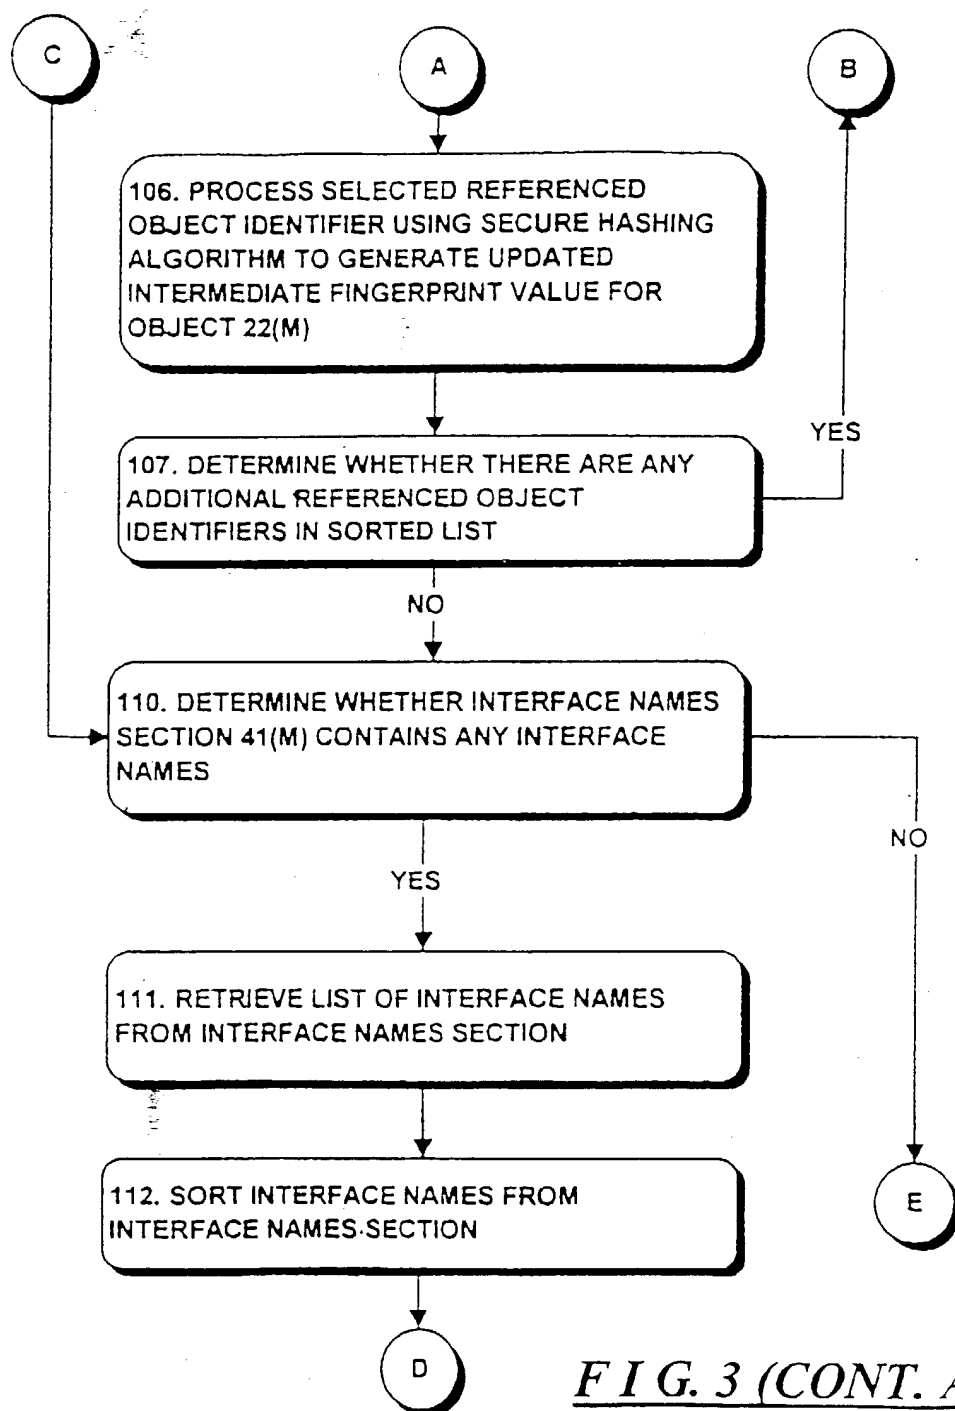 C
A
B
106. PROCESS SELECTED REFERENCED
OBJECT IDENTIFIER USING SECURE HASHING
ALGORITHM TO GENERATE UPDATED
INTERMEDIATE FINGERPRINT VALUE FOR
OBJECT 22(M)
YES
107. DETERMINE WHETHER THERE ARE ANY
ADDITIONAL REFERENCED OBJECT
IDENTIFIERS IN SORTED LIST
NO
110. DETERMINE WHETHER INTERFACE NAMES
SECTION 41(M) CONTAINS ANY INTERFACE
NAMES
NO
YES
111. RETRIEVE LIST OF INTERFACE NAMES
FROM INTERFACE NAMES SECTION
112. SORT INTERFACE NAMES FROM
INTERFACE NAMES SECTION
E
D
FIG. 3 (CONT. A